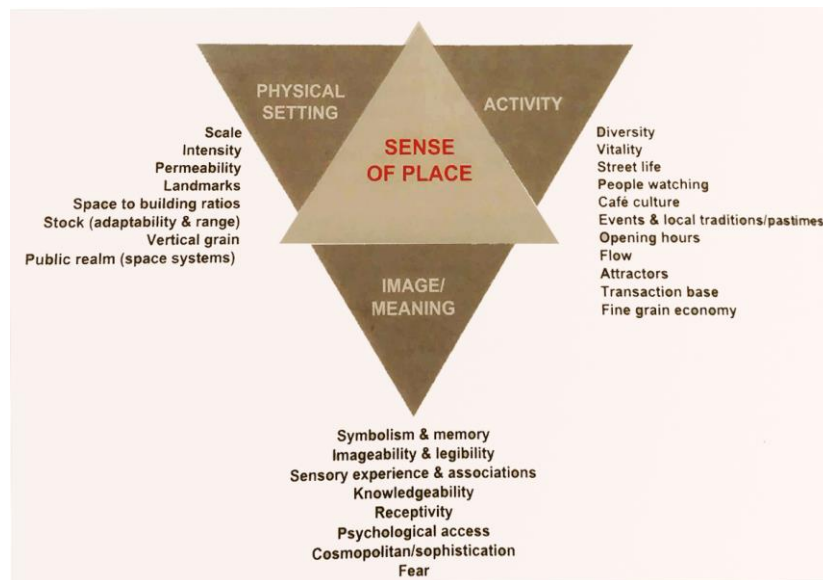 PHYSICAL
SETTING
ACTIVITY
SENSE
OF PLACE
Scale
Intensity
Permeability
Landmarks
Space to building ratios
Stock (adaptability & range)
Vertical grain
Public realm (space systems)
Diversity
Vitality
Street life
People watching
Café culture
Events & local traditions/pastimes
Opening hours
Flow
Attractors
Transaction base
Fine grain economy
IMAGE/
MEANING
Symbolism & memory
Imageability & legibility
Sensory experience & associations
Knowledgeability
Receptivity
Psychological access
Cosmopolitan/sophistication
Fear